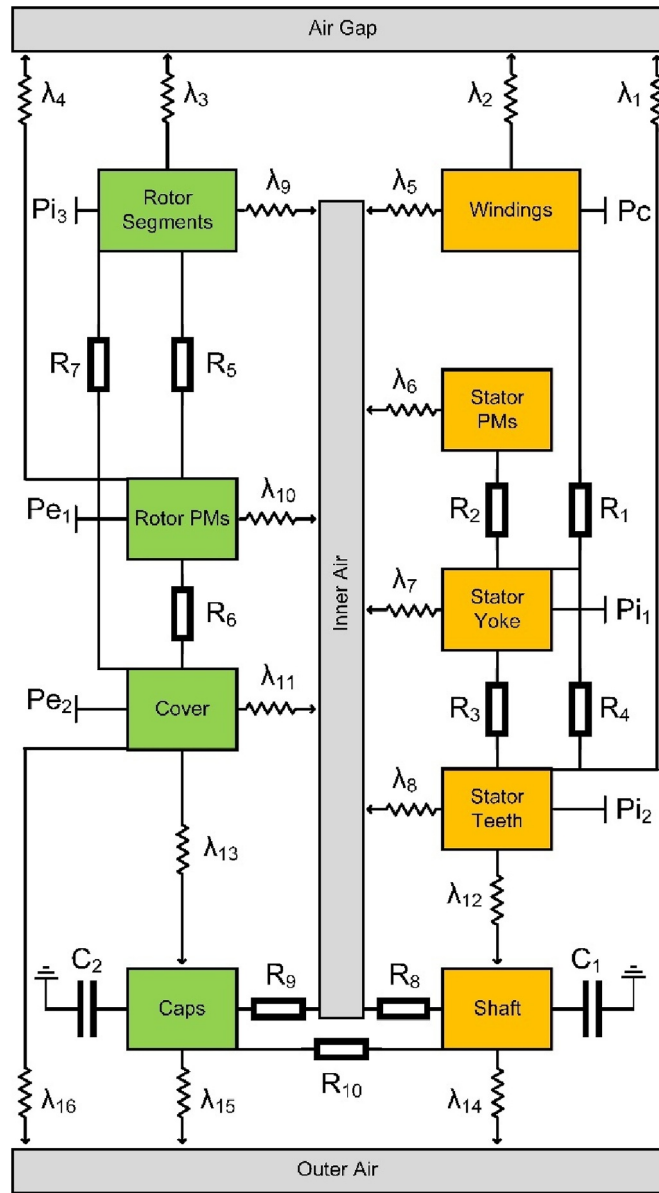 Air Gap
λ₄
λ₃
λ₂
λ₁
Pi₃
Rotor
Segments
λ₉
λ₅
Windings
Pc
R₇
R₅
λ₆
Stator
PMs
Pe₁
Rotor PMs
λ₁₀
R₂
R₁
R₆
Inner Air
λ₇
Stator
Yoke
Pi₁
Pe₂
Cover
λ₁₁
R₃
R₄
λ₈
Stator
Teeth
Pi₂
λ₁₃
λ₁₂
C₂
Caps
R₉
R₈
Shaft
C₁
R₁₀
λ₁₆
λ₁₅
λ₁₄
Outer Air